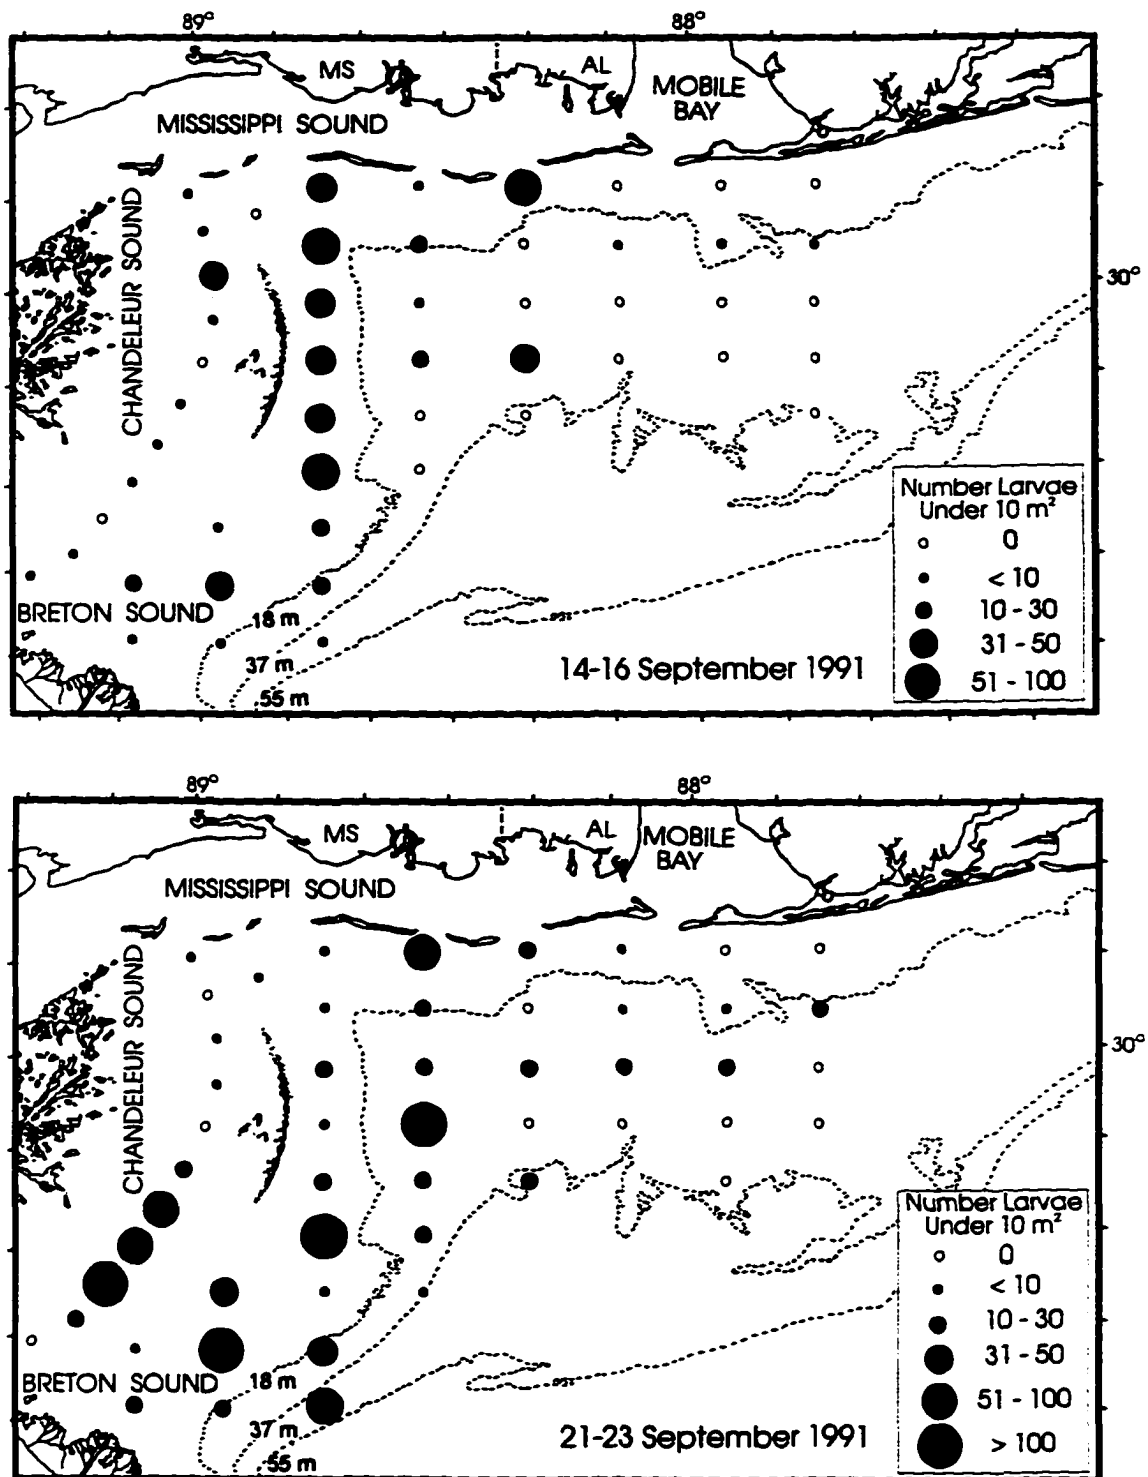 89° 88°
MS AL MOBILE
BAY
MISSISSIPPI SOUND
CHANDELEUR SOUND
30°
Number Larvae
Under 10 m²
0
< 10
10 - 30
31 - 50
51 - 100
BRETON SOUND
18 m
37 m
55 m
14-16 September 1991
89° 88°
MS AL MOBILE
BAY
MISSISSIPPI SOUND
CHANDELEUR SOUND
30°
Number Larvae
Under 10 m²
0
< 10
10 - 30
31 - 50
51 - 100
> 100
BRETON SOUND
18 m
37 m
55 m
21-23 September 1991